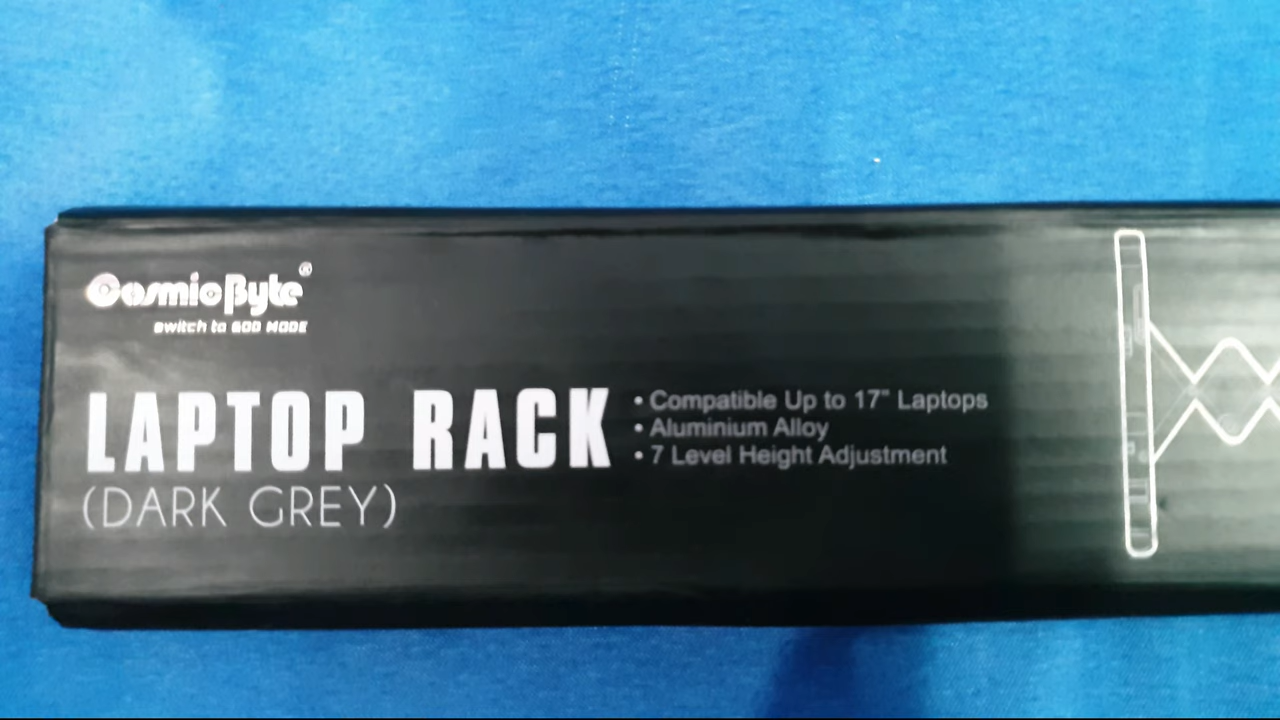 CosmicByte®
switch to GOD MODE
LAPTOP RACK
(DARK GREY)
• Compatible Up to 17" Laptops
• Aluminium Alloy
• 7 Level Height Adjustment